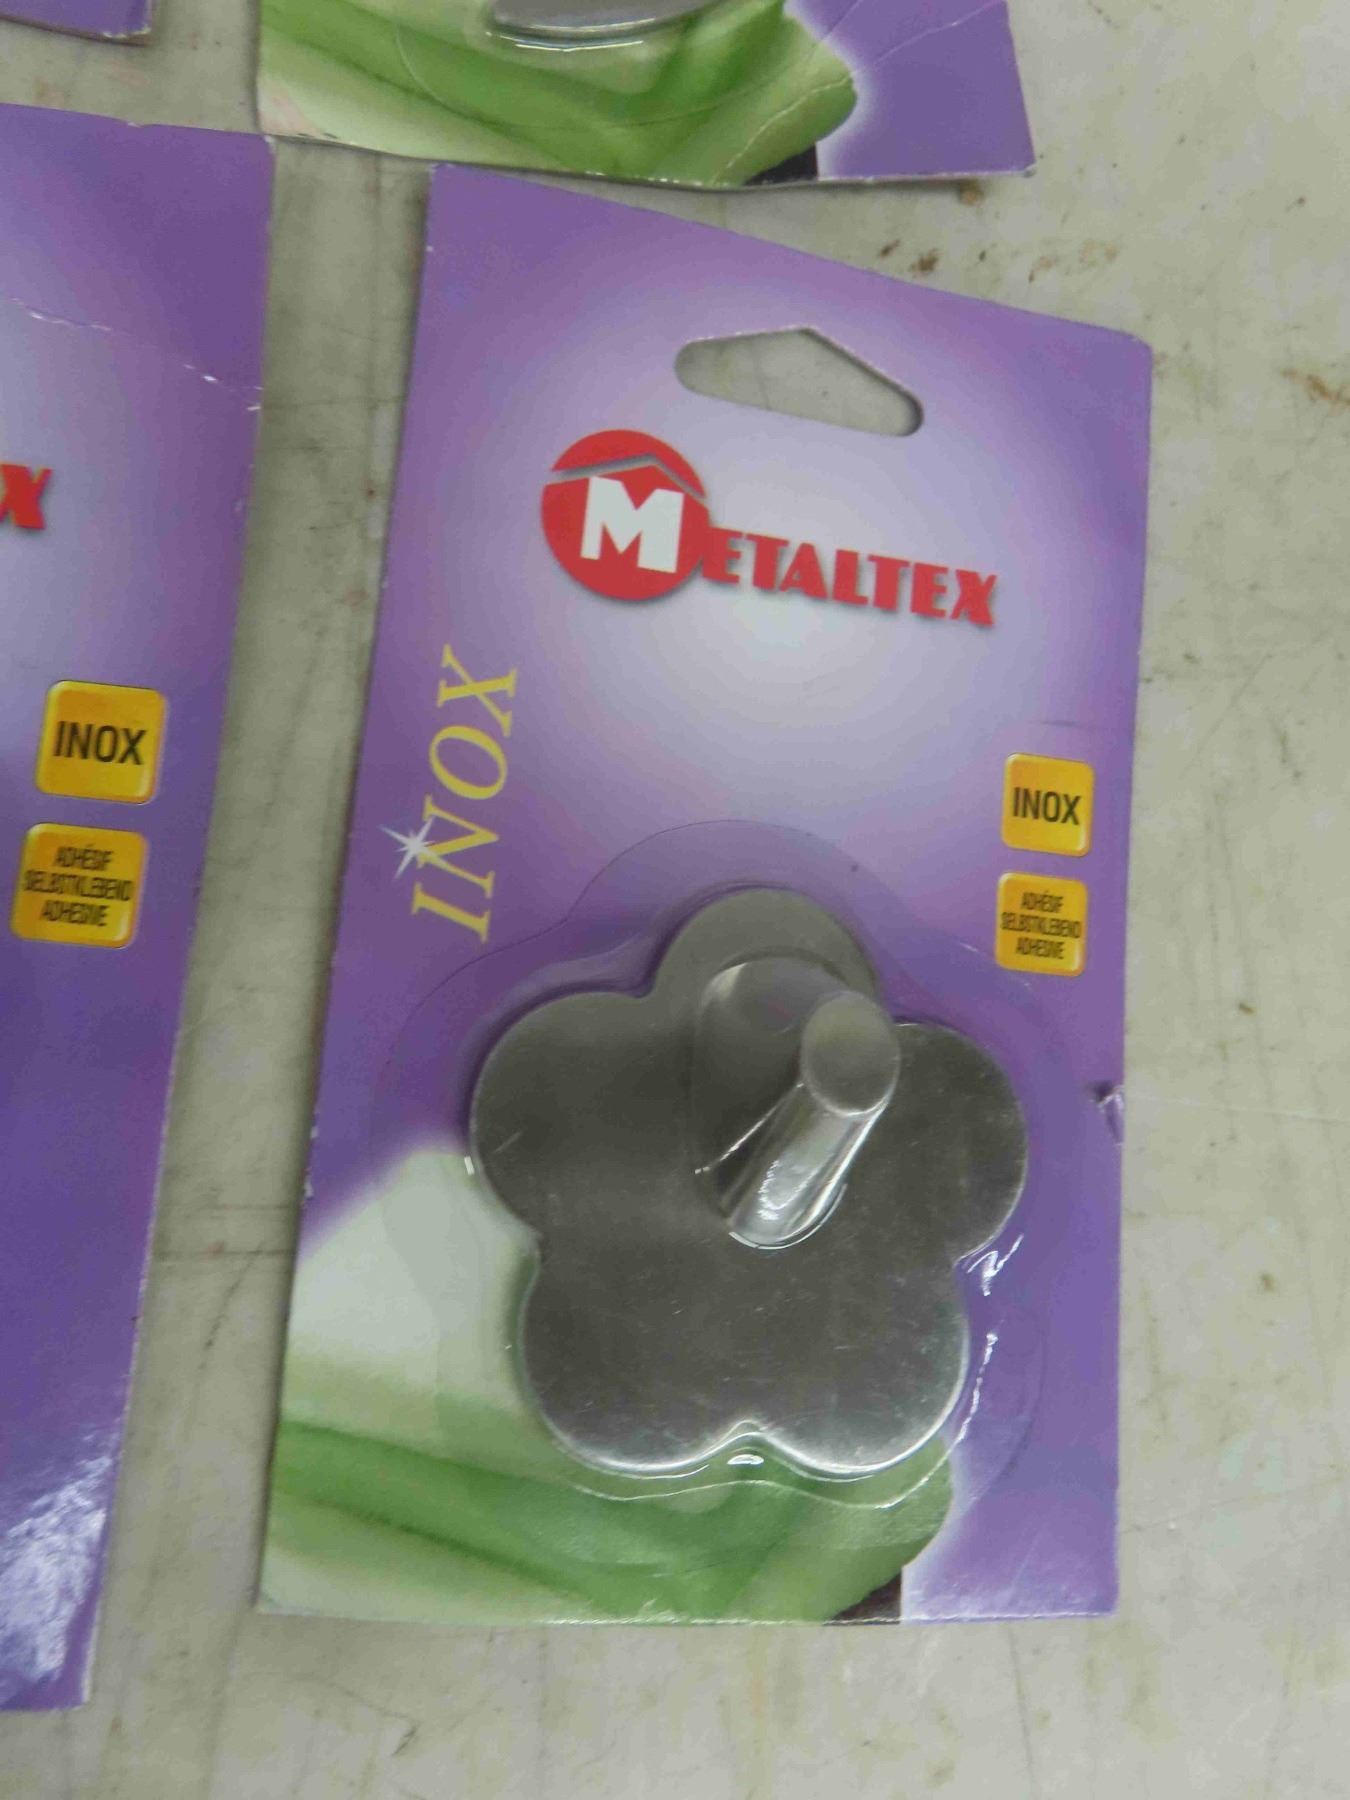 METALTEX
INOX
INOX
ADHÉSIF
SELBSTKLEBEND
ADHESIVE
X
INOX
ADHÉSIF
SELBSTKLEBEND
ADHESIVE